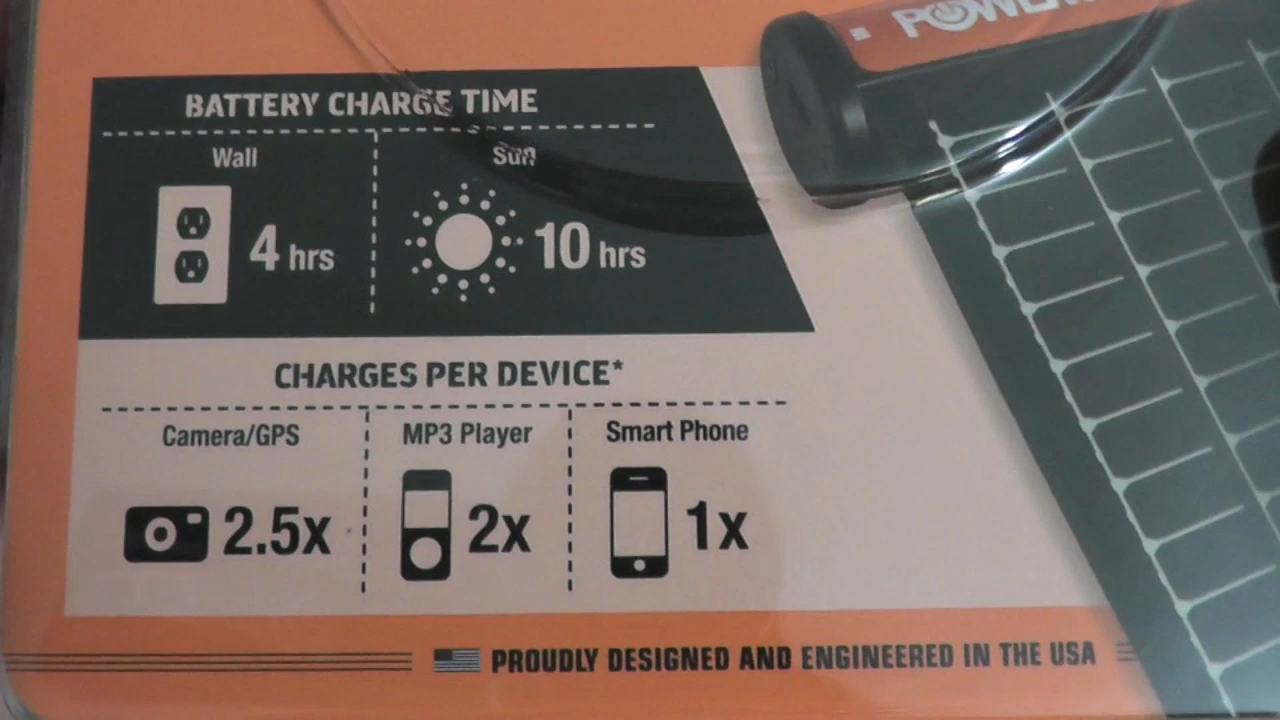 BATTERY CHARGE TIME
Wall
Sun
4 hrs
10 hrs
CHARGES PER DEVICE*
Camera/GPS
MP3 Player
Smart Phone
2.5x
2x
1x
PROUDLY DESIGNED AND ENGINEERED IN THE USA